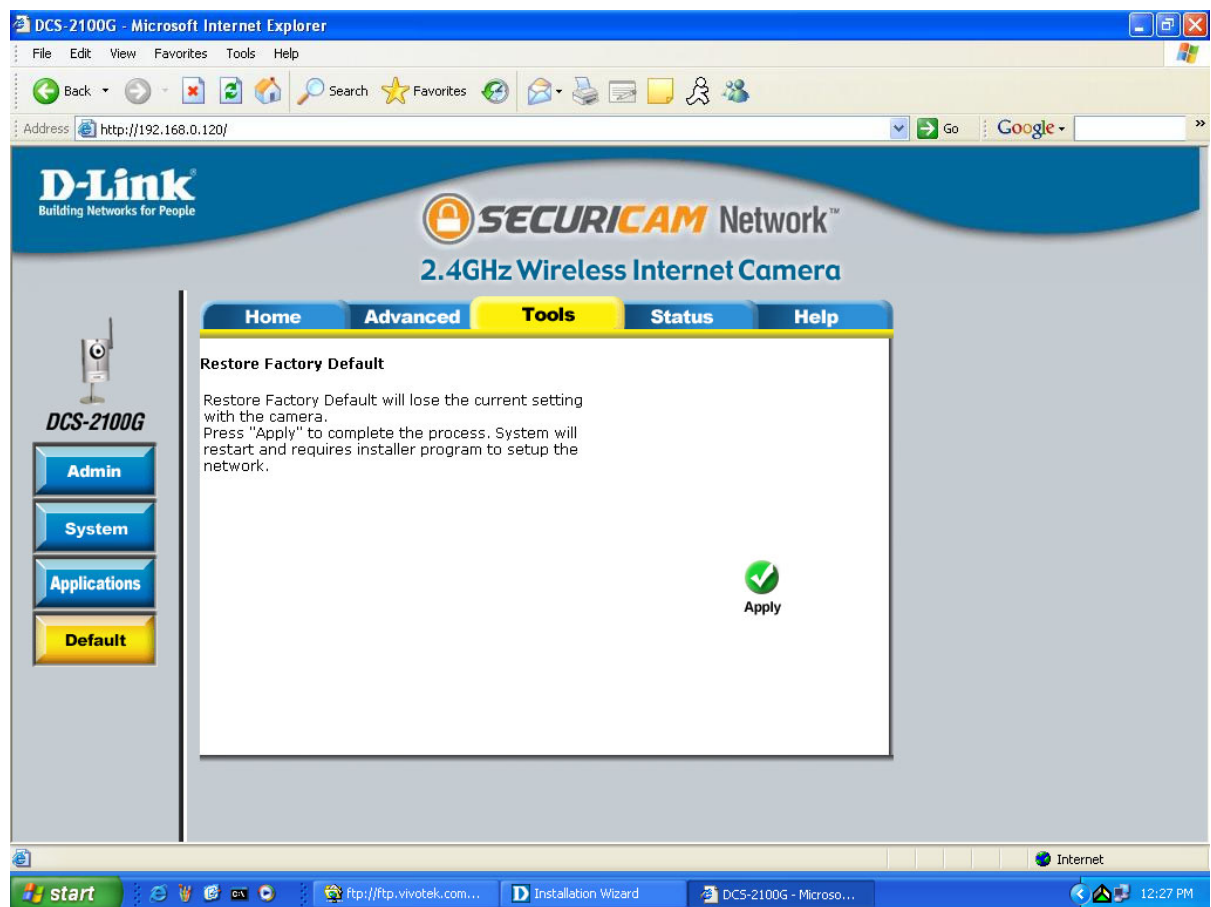 DCS-2100G - Microsoft Internet Explorer
File Edit View Favorites Tools Help
Back Search Favorites
Address http://192.168.0.120/ Go Google »
D-Link
Building Networks for People
SECURICAM Network™
2.4GHz Wireless Internet Camera
Home Advanced Tools Status Help
DCS-2100G
Admin
System
Applications
Default
Restore Factory Default
Restore Factory Default will lose the current setting
with the camera.
Press "Apply" to complete the process. System will
restart and requires installer program to setup the
network.
Apply
Internet
start ftp://ftp.vivotek.com... Installation Wizard DCS-2100G - Microso... 12:27 PM